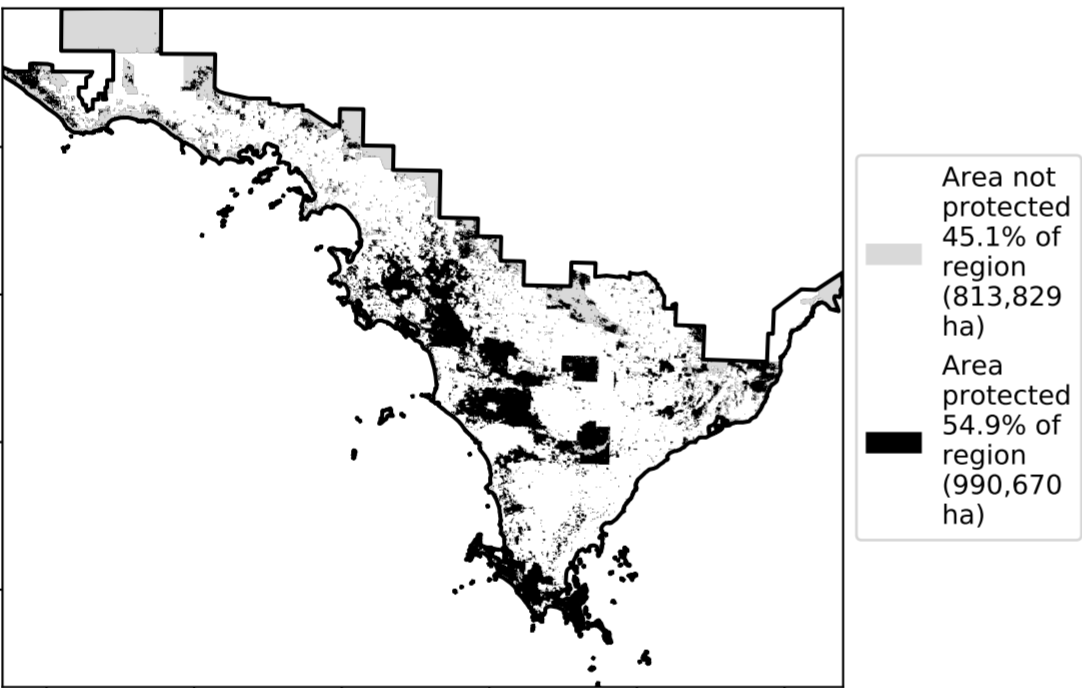 Area not
protected
45.1% of
region
(813,829
ha)
Area
protected
54.9% of
region
(990,670
ha)